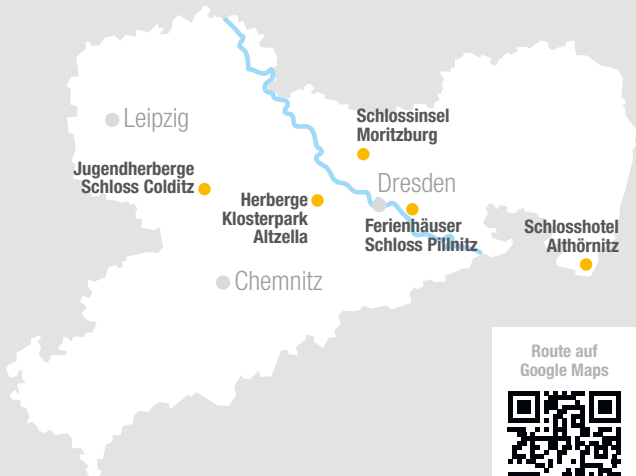 Leipzig
Schlossinsel
Moritzburg
Jugendherberge
Schloss Colditz
Dresden
Herberge
Klosterpark
Altzella
Ferienhäuser
Schloss Pillnitz
Schlosshotel
Althörnitz
Chemnitz
Route auf
Google Maps